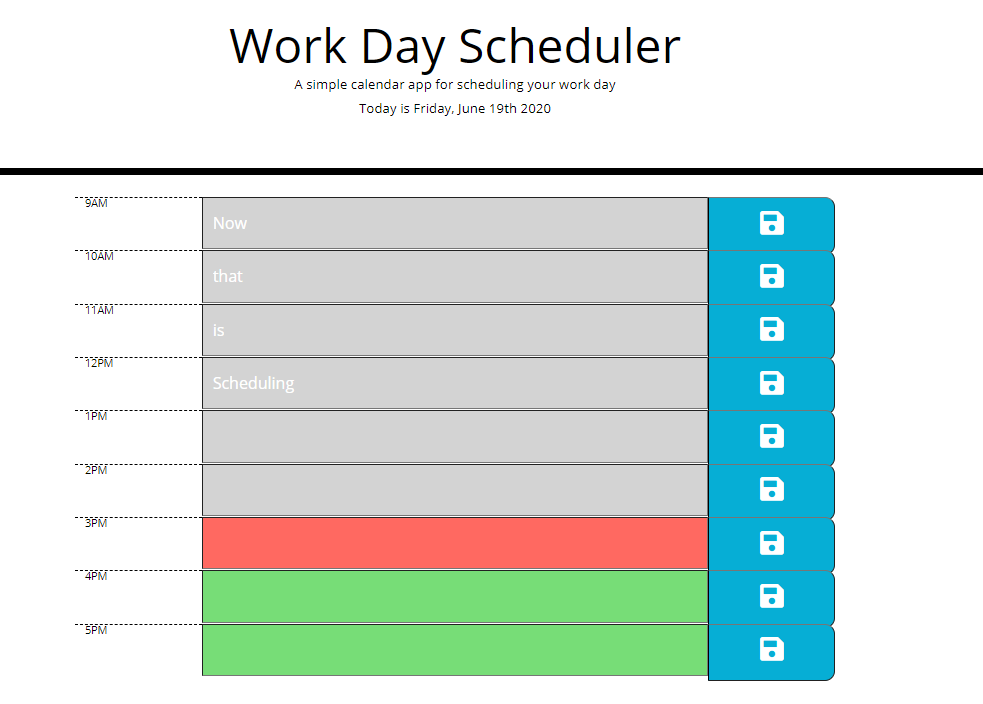 Work Day Scheduler
A simple calendar app for scheduling your work day
Today is Friday, June 19th 2020
9AM
Now
10AM
that
11AM
is
12PM
Scheduling
1PM
2PM
3PM
4PM
5PM